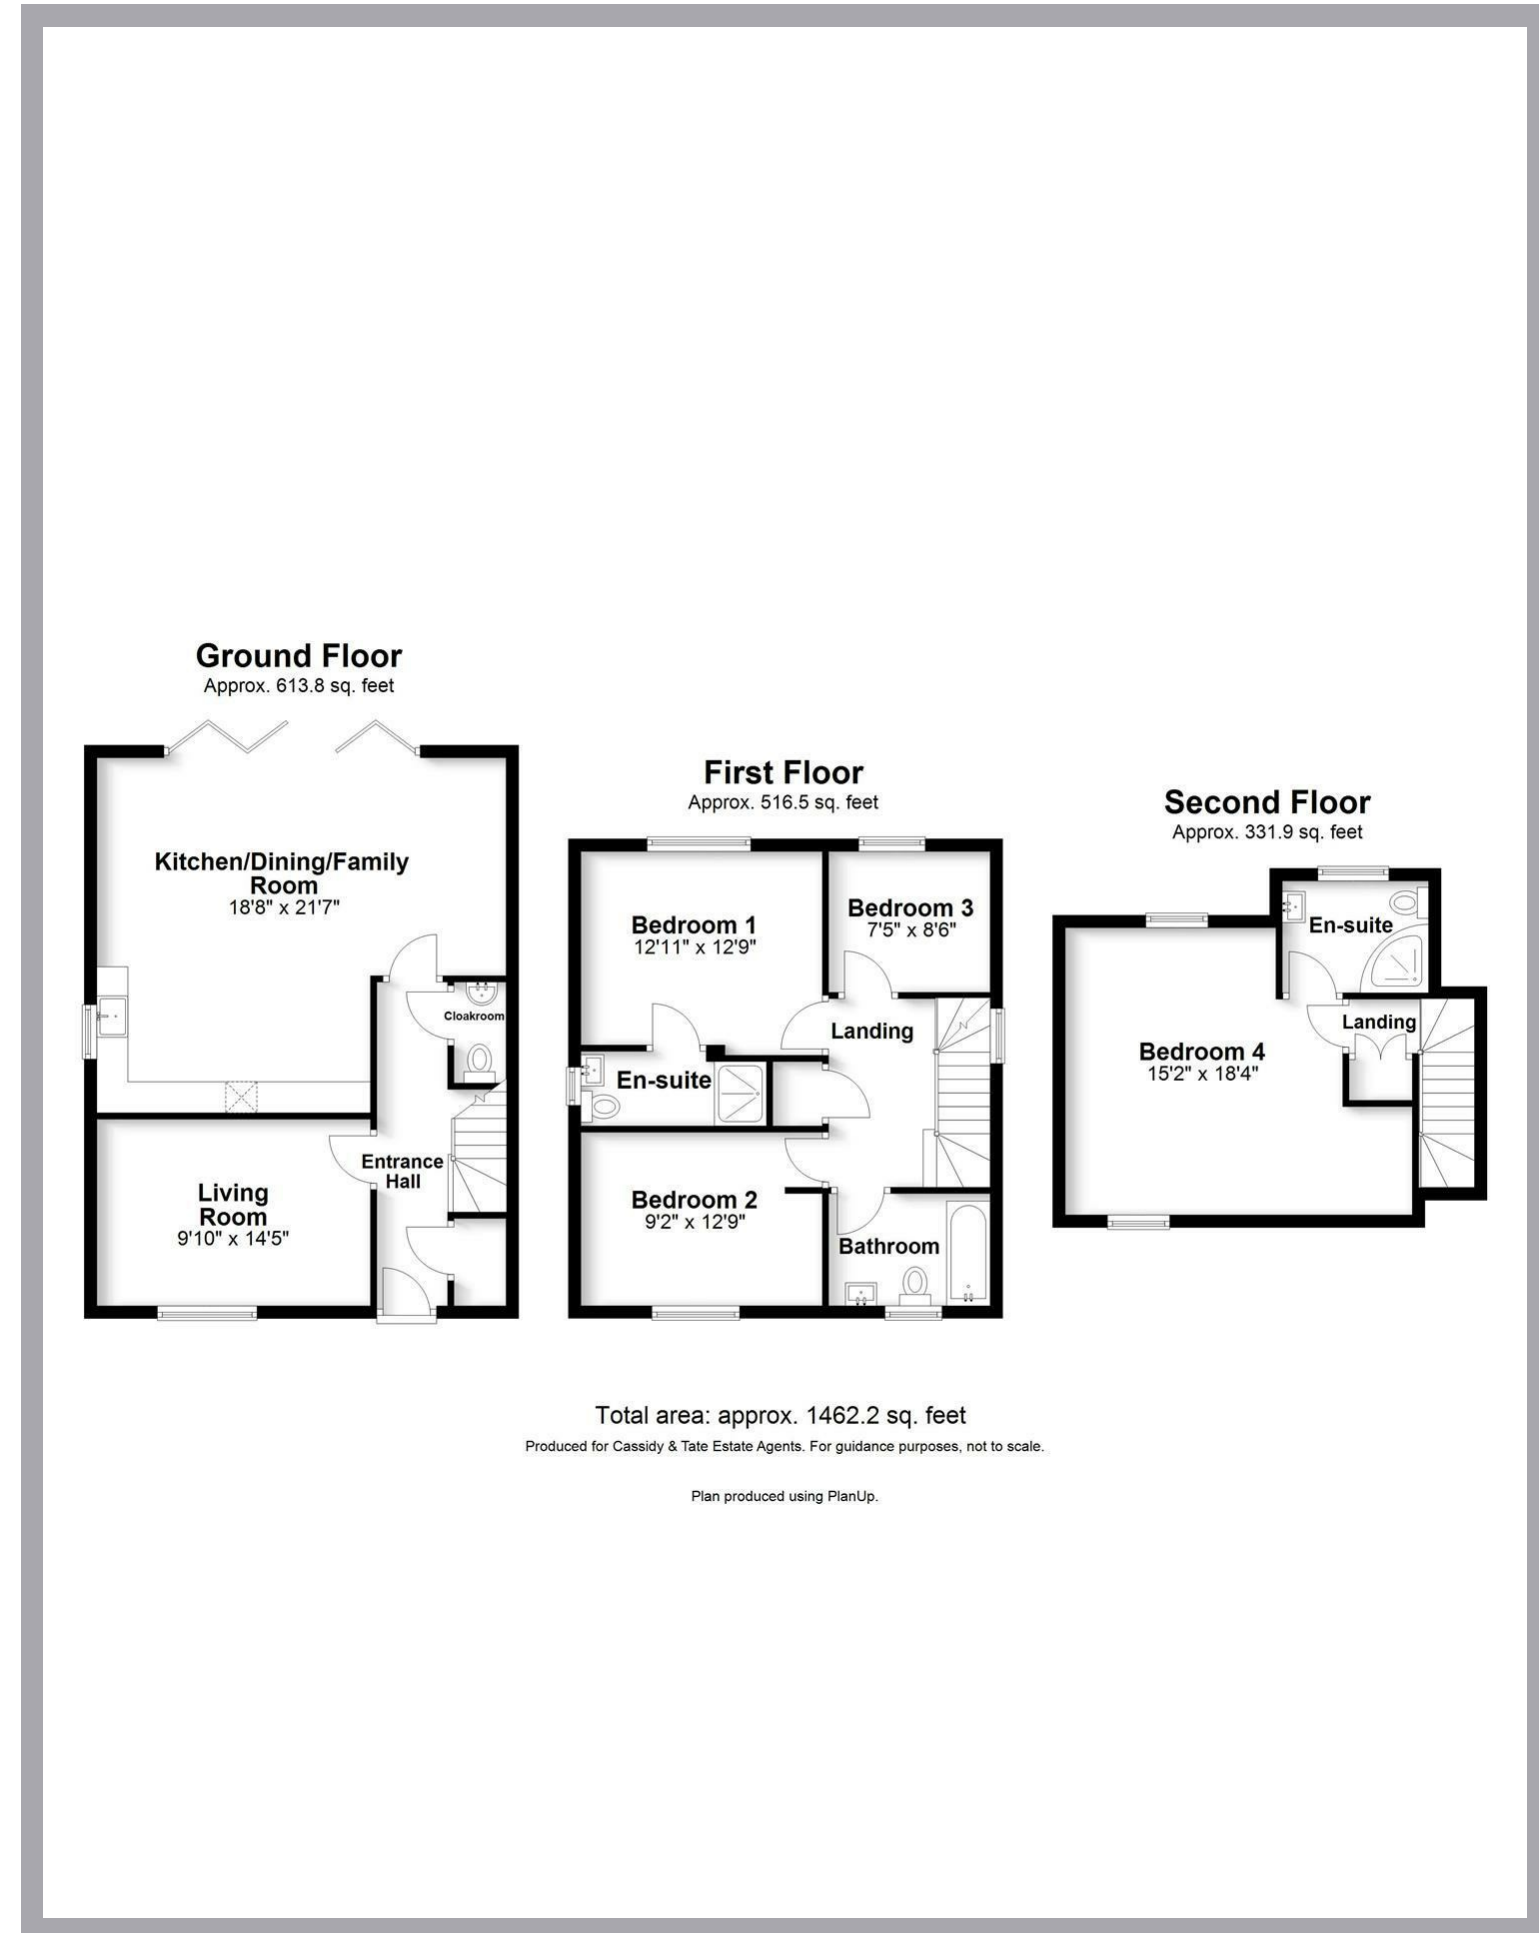 Ground Floor
Approx. 613.8 sq. feet
Kitchen/Dining/Family
Room
18'8" x 21'7"
Cloakroom
Entrance
Hall
Living
Room
9'10" x 14'5"
First Floor
Approx. 516.5 sq. feet
Bedroom 1
12'11" x 12'9"
Bedroom 3
7'5" x 8'6"
Landing
En-suite
Bedroom 2
9'2" x 12'9"
Bathroom
Second Floor
Approx. 331.9 sq. feet
En-suite
Landing
Bedroom 4
15'2" x 18'4"
Total area: approx. 1462.2 sq. feet
Produced for Cassidy & Tate Estate Agents. For guidance purposes, not to scale.
Plan produced using PlanUp.